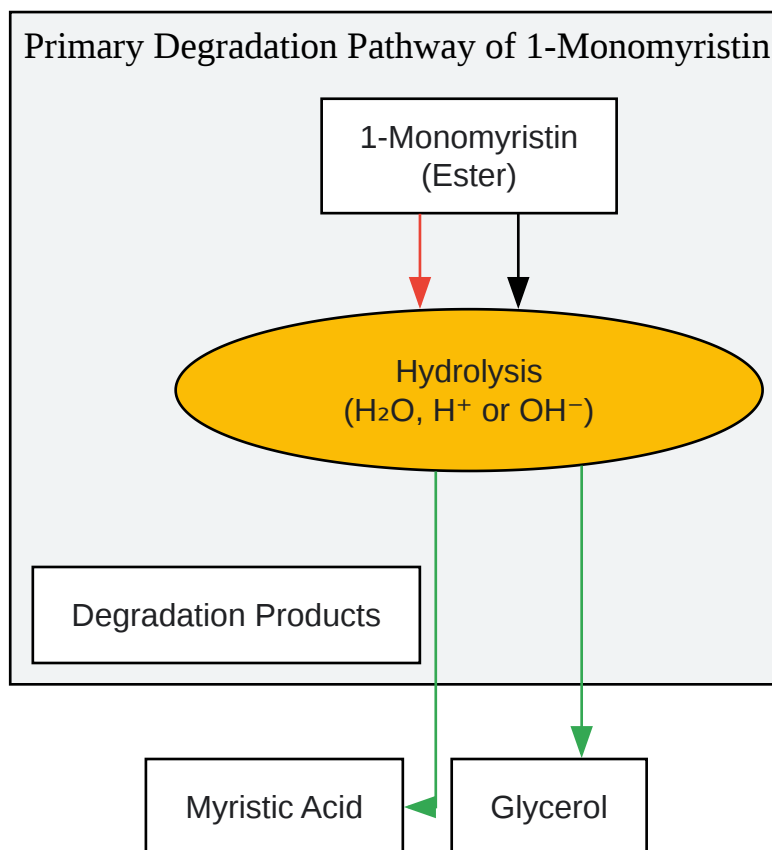 Primary Degradation Pathway of 1-Monomyristin
1-Monomyristin
(Ester)
Hydrolysis
(H₂O, H⁺ or OH⁻)
Degradation Products
Myristic Acid
Glycerol